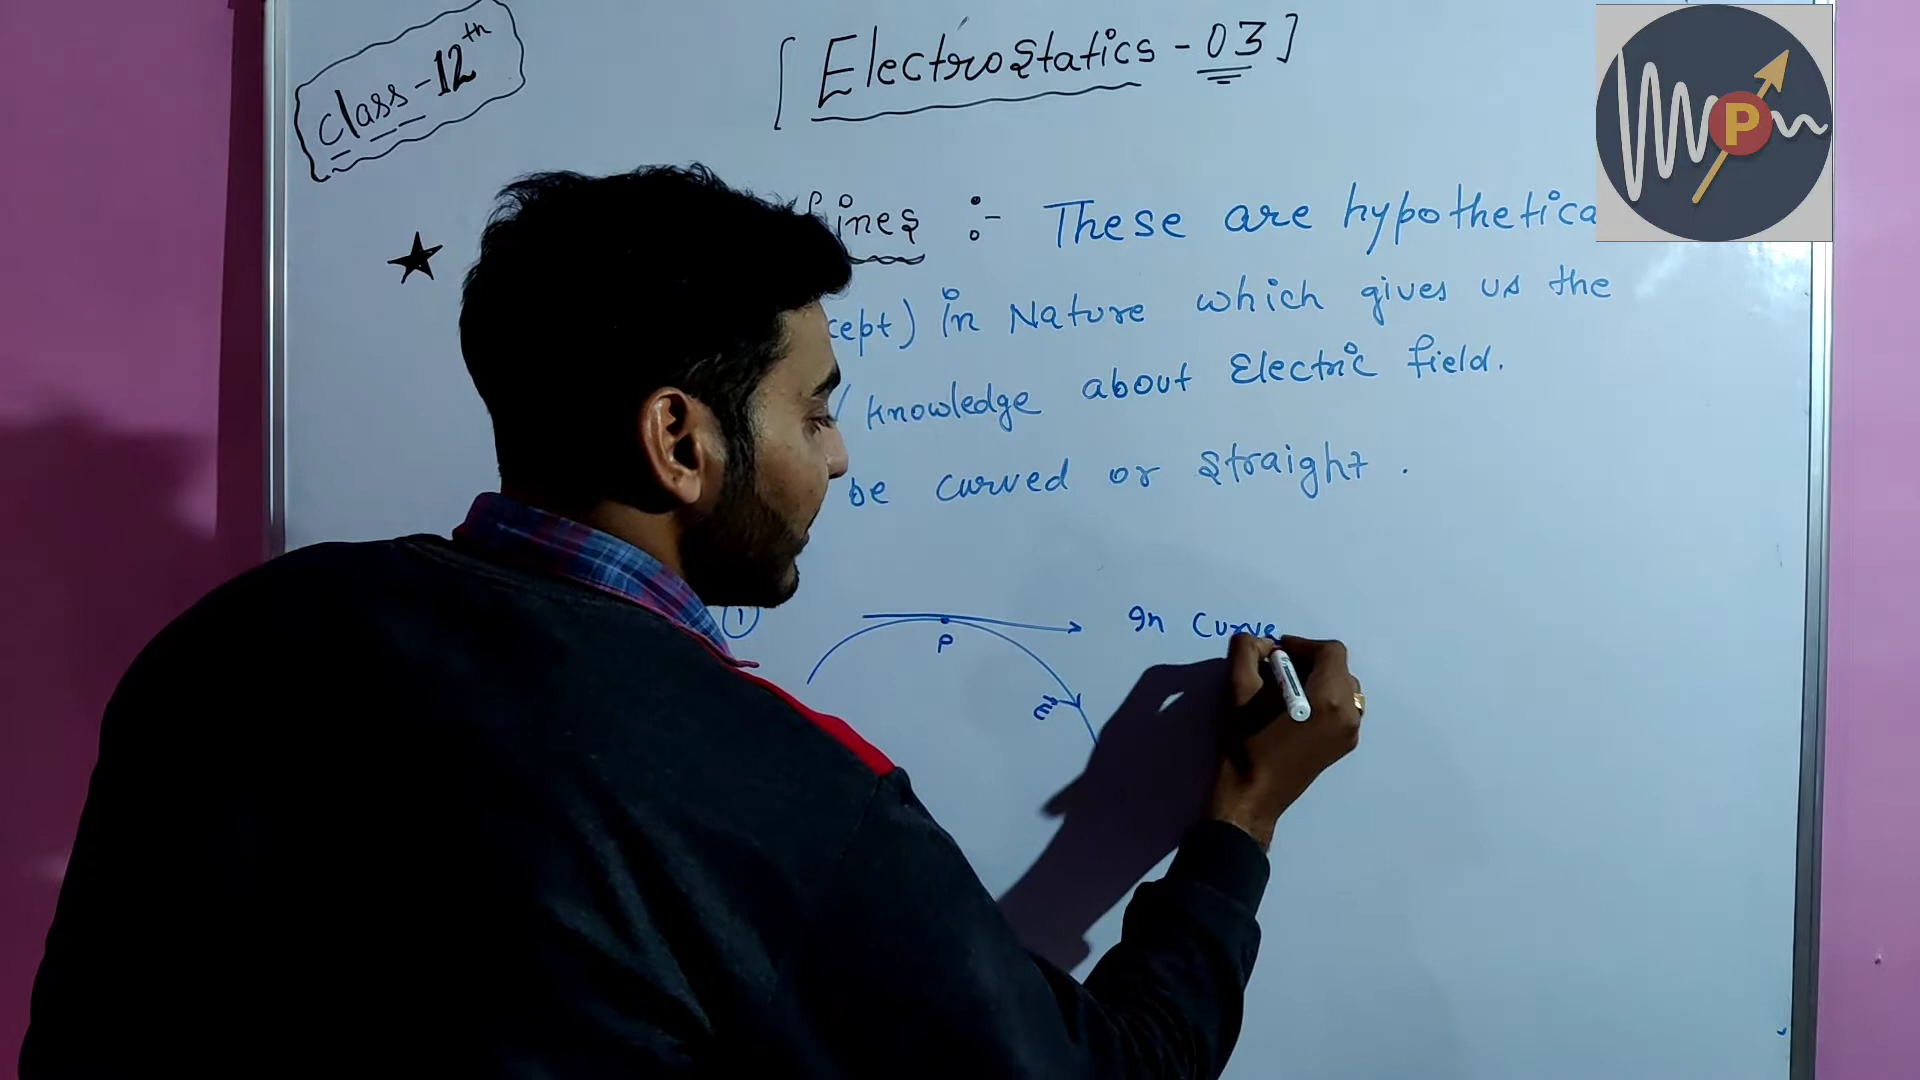 Class-12th
[Electrostatics-03]
lines :- These are hypothetica
cept) in Nature which gives us the
/ knowledge about Electric field.
be curved or straight .
①
P
In Curve
P